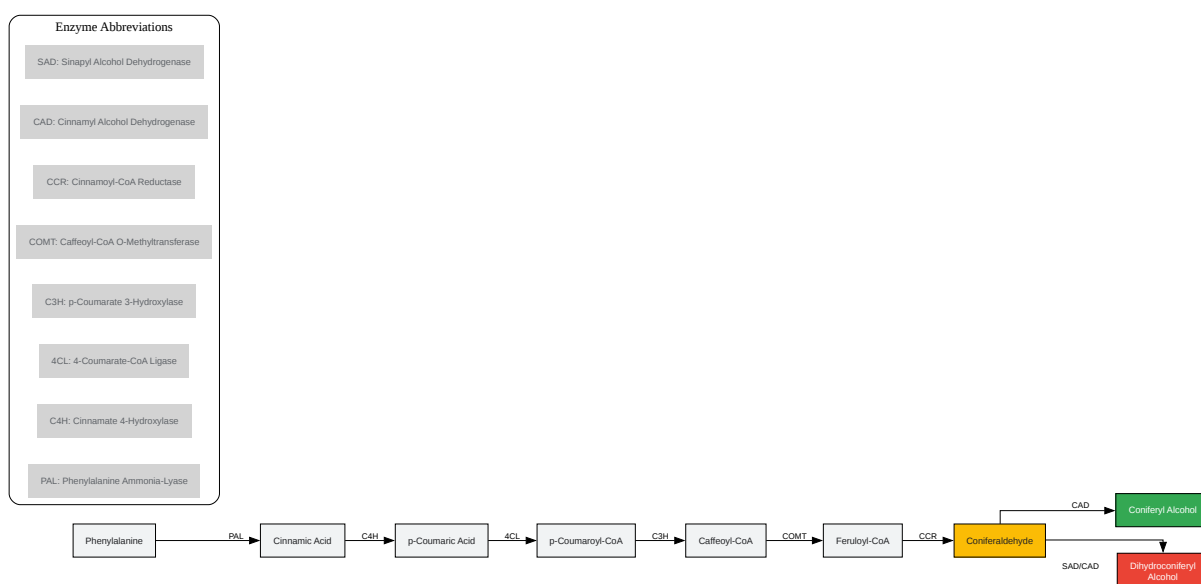 Enzyme Abbreviations
SAD: Sinapyl Alcohol Dehydrogenase
CAD: Cinnamyl Alcohol Dehydrogenase
CCR: Cinnamoyl-CoA Reductase
COMT: Caffeoyl-CoA O-Methyltransferase
C3H: p-Coumarate 3-Hydroxylase
4CL: 4-Coumarate-CoA Ligase
C4H: Cinnamate 4-Hydroxylase
PAL: Phenylalanine Ammonia-Lyase
Phenylalanine
PAL
Cinnamic Acid
C4H
p-Coumaric Acid
4CL
p-Coumaroyl-CoA
C3H
Caffeoyl-CoA
COMT
Feruloyl-CoA
CCR
Coniferaldehyde
CAD
Coniferyl Alcohol
SAD/CAD
Dihydroconiferyl
Alcohol